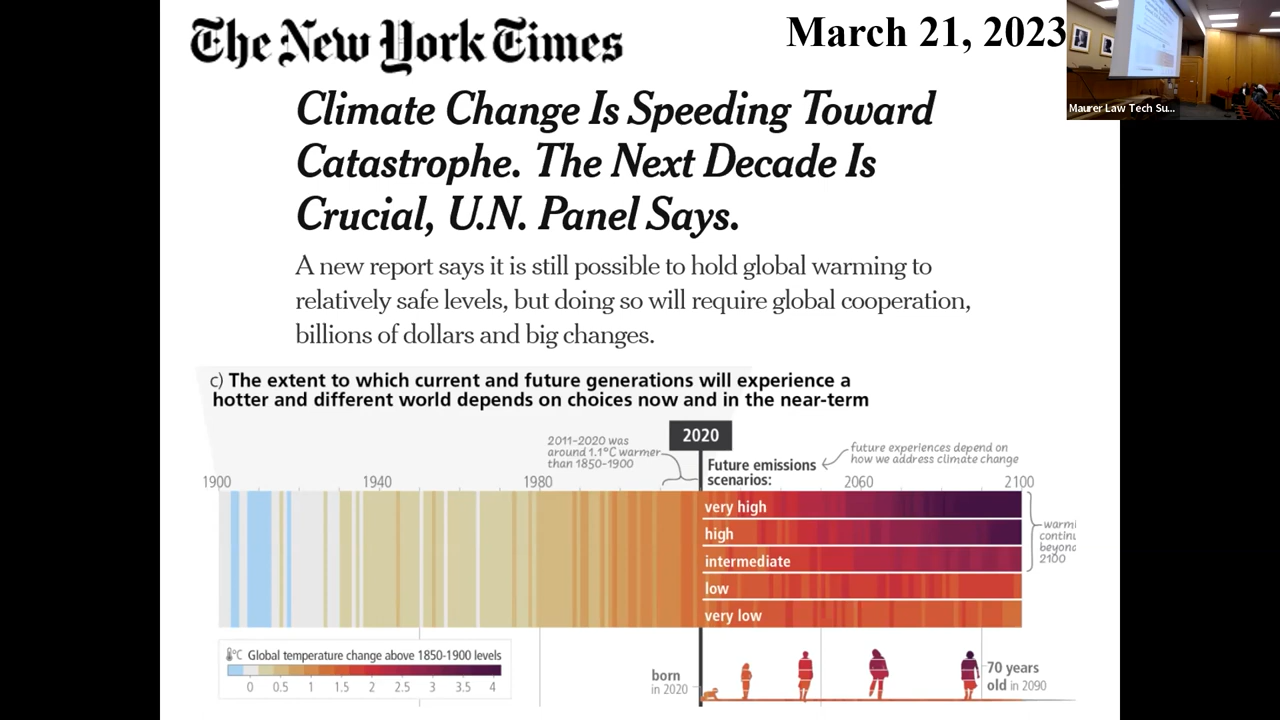 The New York Times
March 21, 2023
Maurer Law Tech Su...
Climate Change Is Speeding Toward
Catastrophe. The Next Decade Is
Crucial, U.N. Panel Says.
A new report says it is still possible to hold global warming to
relatively safe levels, but doing so will require global cooperation,
billions of dollars and big changes.
c) The extent to which current and future generations will experience a
hotter and different world depends on choices now and in the near-term
2011-2020 was
around 1.1°C warmer
than 1850-1900
2020
future experiences depend on
how we address climate change
Future emissions
scenarios:
1900
1940
1980
2060
2100
very high
high
intermediate
low
very low
warmi
continu
beyond
2100
°C Global temperature change above 1850-1900 levels
0 0.5 1 1.5 2 2.5 3 3.5 4
born
in 2020
70 years
old in 2090